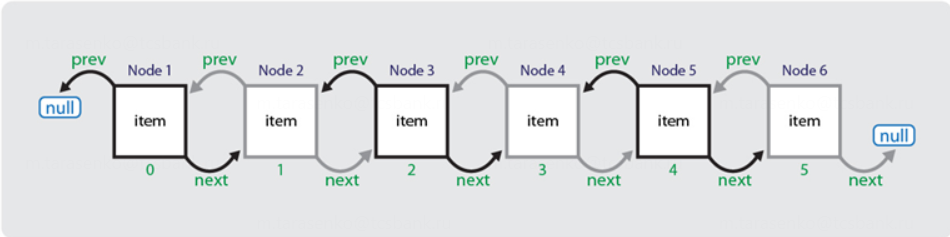 prev prev prev prev prev prev
Node 1 Node 2 Node 3 Node 4 Node 5 Node 6
null
item item item item item item
null
0 1 2 3 4 5
next next next next next next